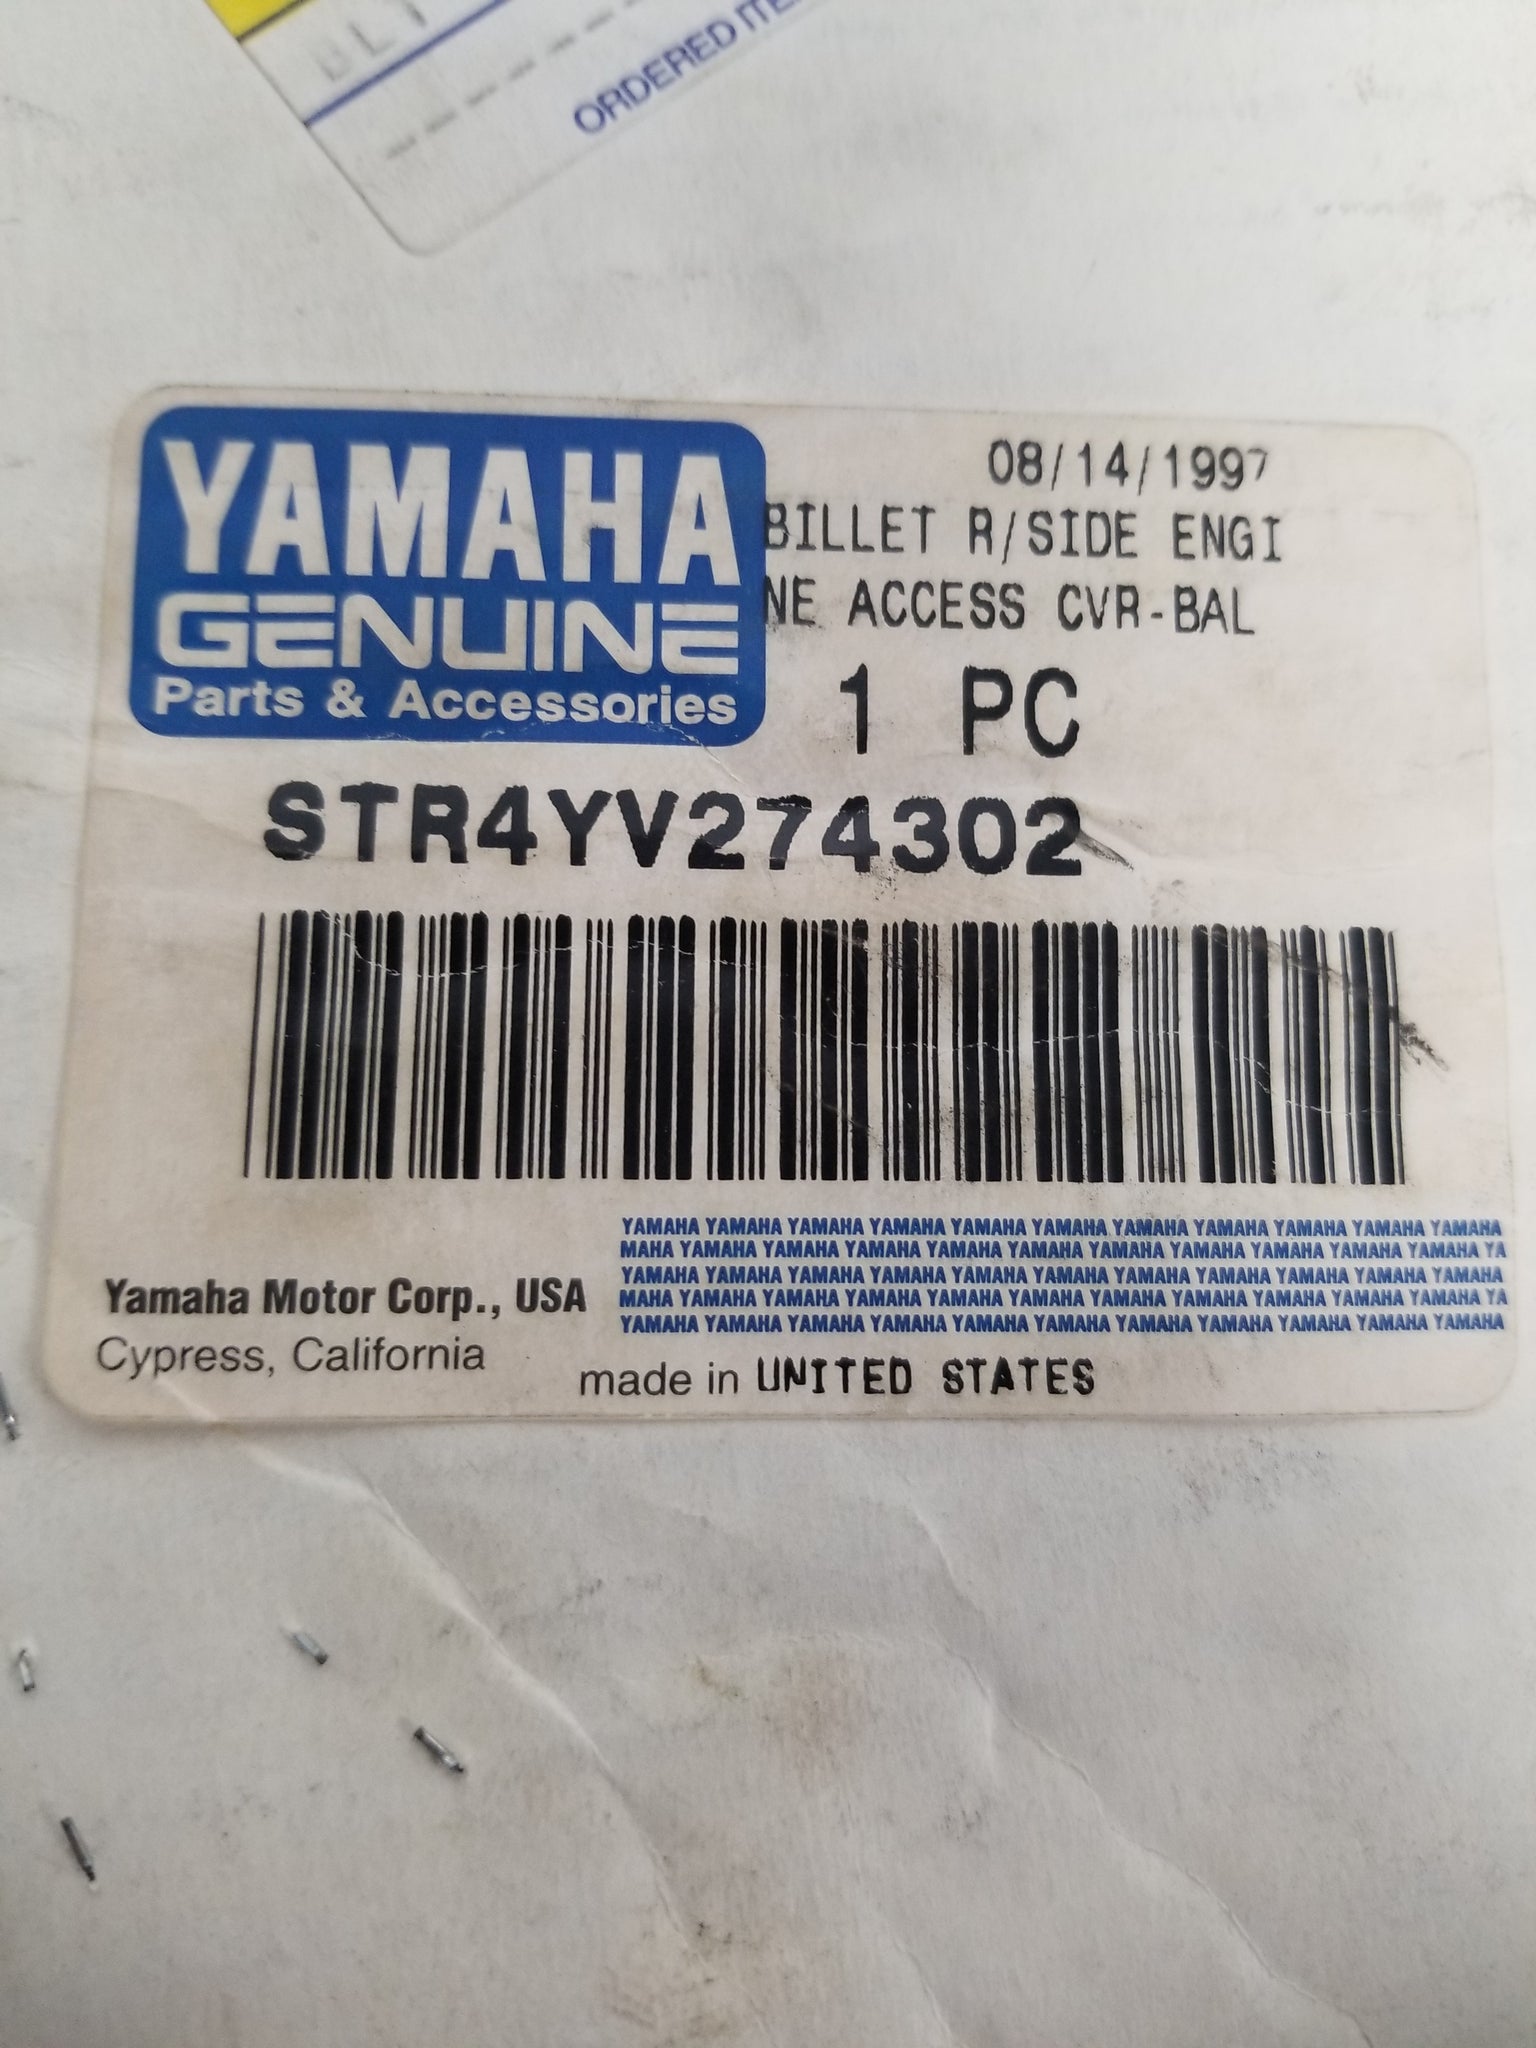 ORDERED ITE
YAMAHA
GENUINE
Parts & Accessories
08/14/1997
BILLET R/SIDE ENGI
NE ACCESS CVR-BAL
1 PC
STR4YV274302
Yamaha Motor Corp., USA
Cypress, California
YAMAHA YAMAHA YAMAHA YAMAHA YAMAHA YAMAHA YAMAHA YAMAHA YAMAHA YAMAHA YAMAHA
MAHA YAMAHA YAMAHA YAMAHA YAMAHA YAMAHA YAMAHA YAMAHA YAMAHA YAMAHA YAMAHA YA
YAMAHA YAMAHA YAMAHA YAMAHA YAMAHA YAMAHA YAMAHA YAMAHA YAMAHA YAMAHA YAMAHA
MAHA YAMAHA YAMAHA YAMAHA YAMAHA YAMAHA YAMAHA YAMAHA YAMAHA YAMAHA YAMAHA YA
YAMAHA YAMAHA YAMAHA YAMAHA YAMAHA YAMAHA YAMAHA YAMAHA YAMAHA YAMAHA YAMAHA
made in UNITED STATES